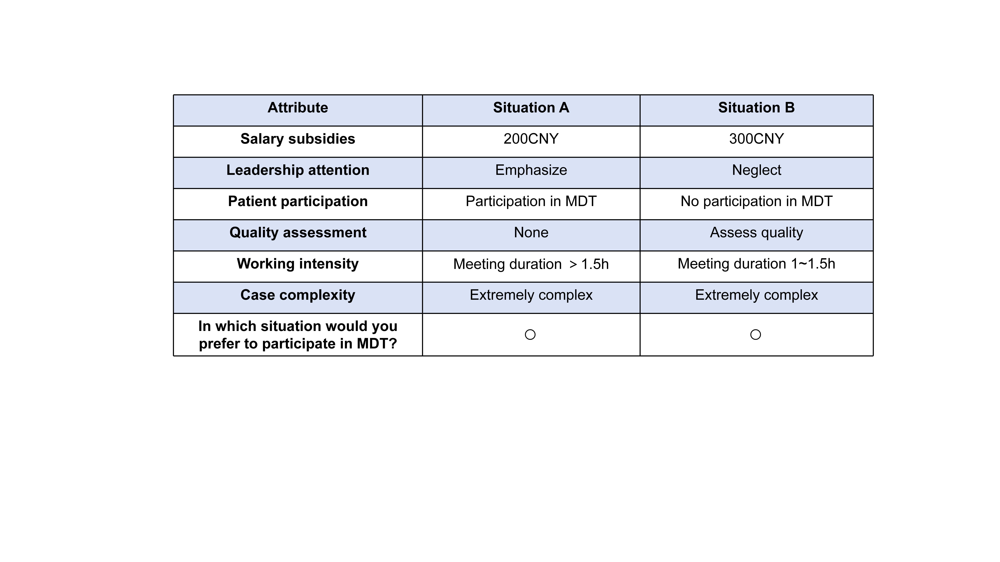 Attribute Situation A Situation B
Salary subsidies 200CNY 300CNY
Leadership attention Emphasize Neglect
Patient participation Participation in MDT No participation in MDT
Quality assessment None Assess quality
Working intensity Meeting duration > 1.5h Meeting duration 1~1.5h
Case complexity Extremely complex Extremely complex
In which situation would you
prefer to participate in MDT?